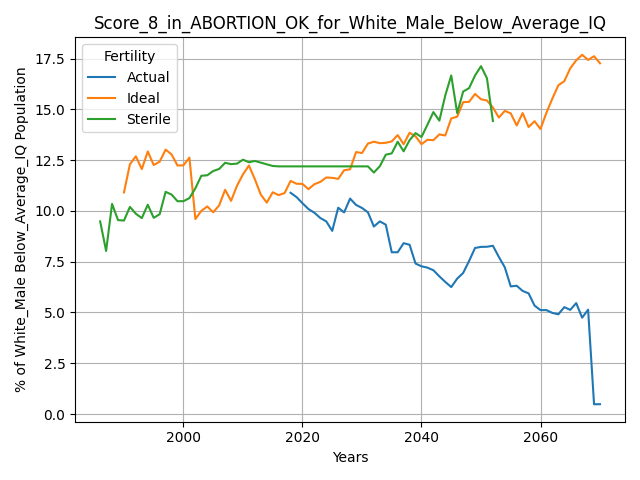 Score_8_in_ABORTION_OK_for_White_Male_Below_Average_IQ
Fertility
Actual
Ideal
Sterile
% of White_Male Below_Average_IQ Population
17.5
15.0
12.5
10.0
7.5
5.0
2.5
0.0
2000
2020
2040
2060
Years